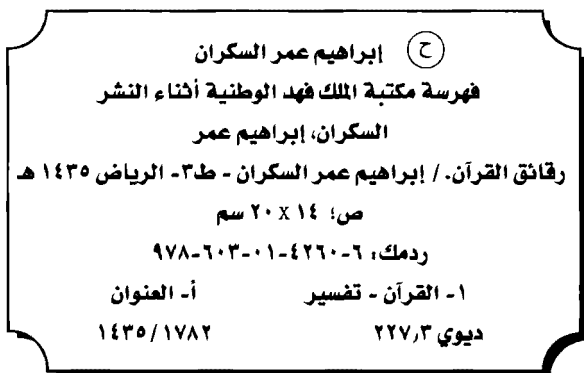 ح إبراهيم عمر السكران
فهرسة مكتبة الملك فهد الوطنية أثناء النشر
السكران، إبراهيم عمر
رقائق القرآن. / إبراهيم عمر السكران - ط٣- الرياض ١٤٣٥ هـ
ص؛ ١٤ x ٢٠ سم
ردمك: ٦-٤٢٦٠-٠١-٦٠٣-٩٧٨
١- القرآن - تفسير أ- العنوان
ديوي ٢٢٧,٣ ١٤٣٥/١٧٨٢